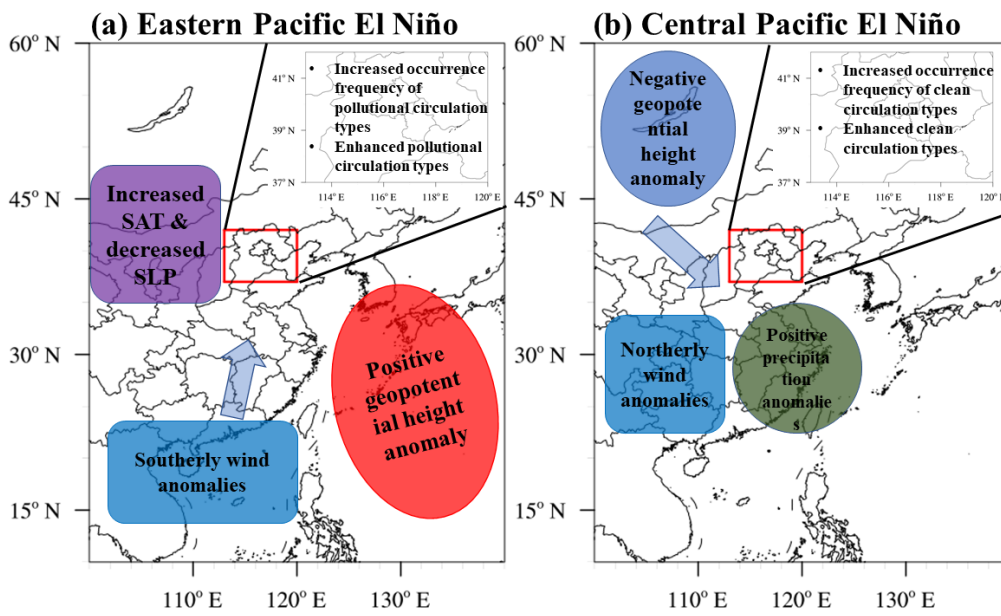 (a) Eastern Pacific El Niño
60° N
45° N
30° N
15° N
110° E
120° E
130° E
41° N
39° N
37° N
114° E
116° E
118° E
120° E
• Increased occurrence
frequency of
pollutional circulation
types
• Enhanced pollutional
circulation types
Increased
SAT &
decreased
SLP
Positive
geopotent
ial height
anomaly
Southerly wind
anomalies
(b) Central Pacific El Niño
60° N
45° N
30° N
15° N
110° E
120° E
130° E
41° N
39° N
37° N
114° E
116° E
118° E
120° E
• Increased occurrence
frequency of clean
circulation types
• Enhanced clean
circulation types
Negative
geopote
ntial
height
anomaly
Northerly
wind
anomalies
Positive
precipita
tion
anomalie
s